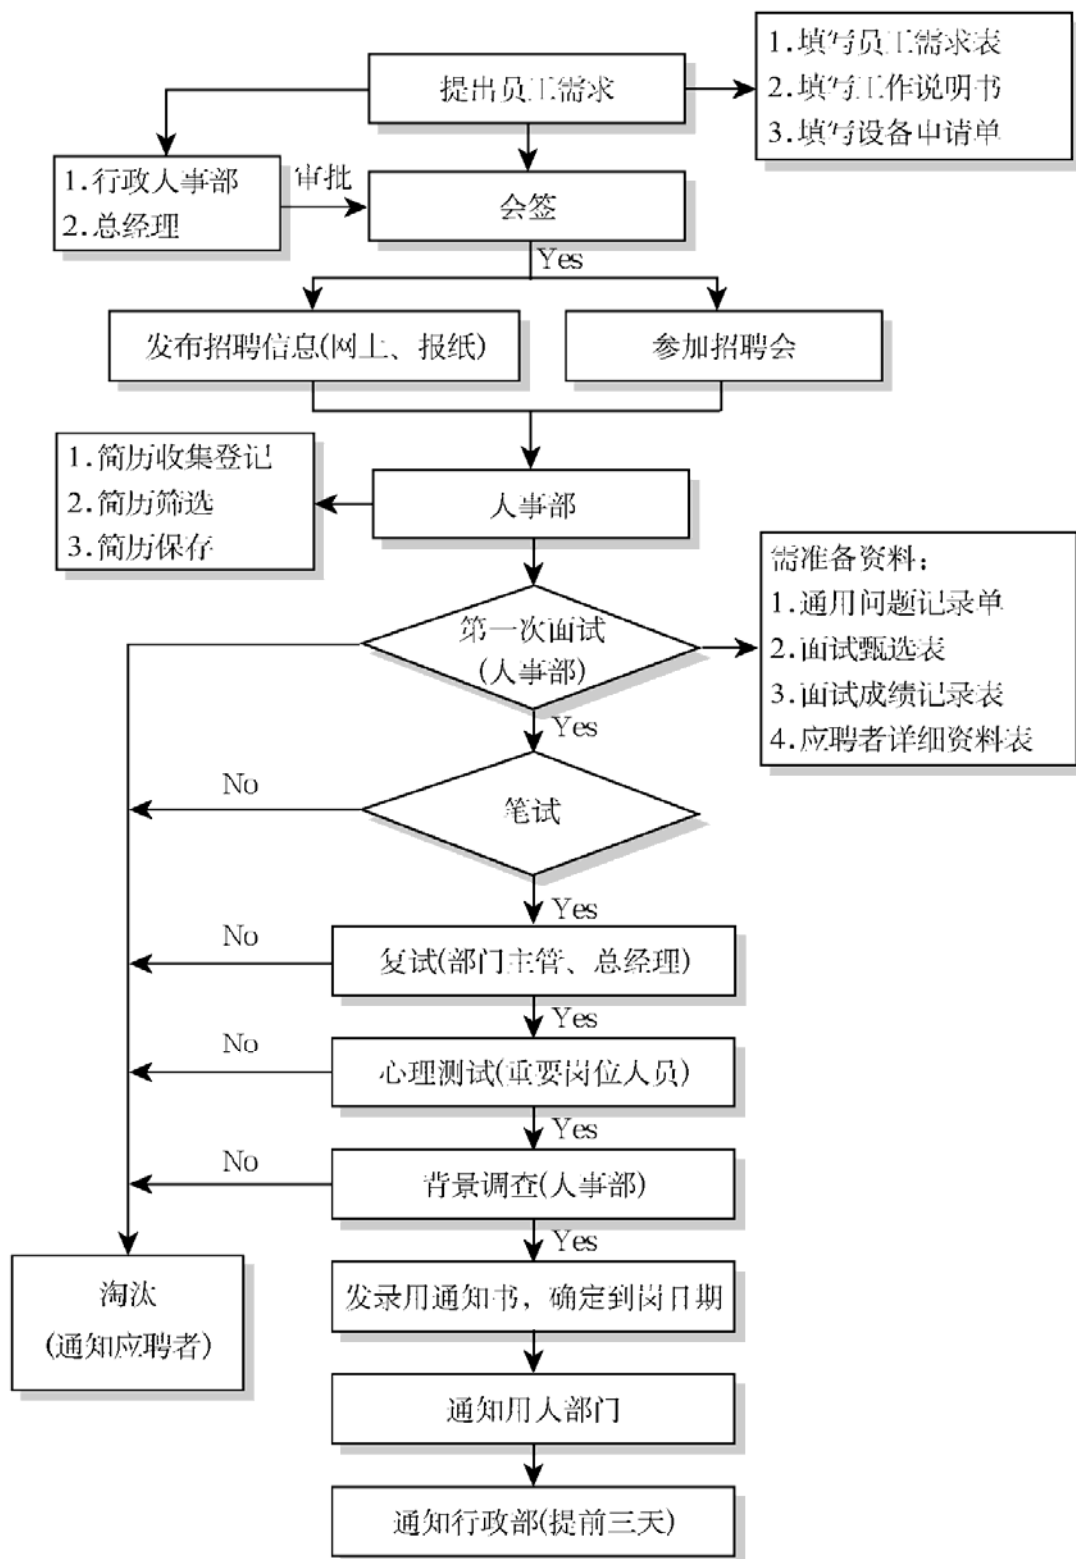 提出员工需求
1.填写员工需求表
2.填写工作说明书
3.填写设备申请单
1.行政人事部
2.总经理
审批
会签
Yes
发布招聘信息(网上、报纸)
参加招聘会
1.简历收集登记
2.简历筛选
3.简历保存
人事部
第一次面试
(人事部)
需准备资料：
1.通用问题记录单
2.面试甄选表
3.面试成绩记录表
4.应聘者详细资料表
Yes
No
笔试
Yes
No
复试(部门主管、总经理)
Yes
No
心理测试(重要岗位人员)
Yes
No
背景调查(人事部)
Yes
淘汰
(通知应聘者)
发录用通知书，确定到岗日期
通知用人部门
通知行政部(提前三天)